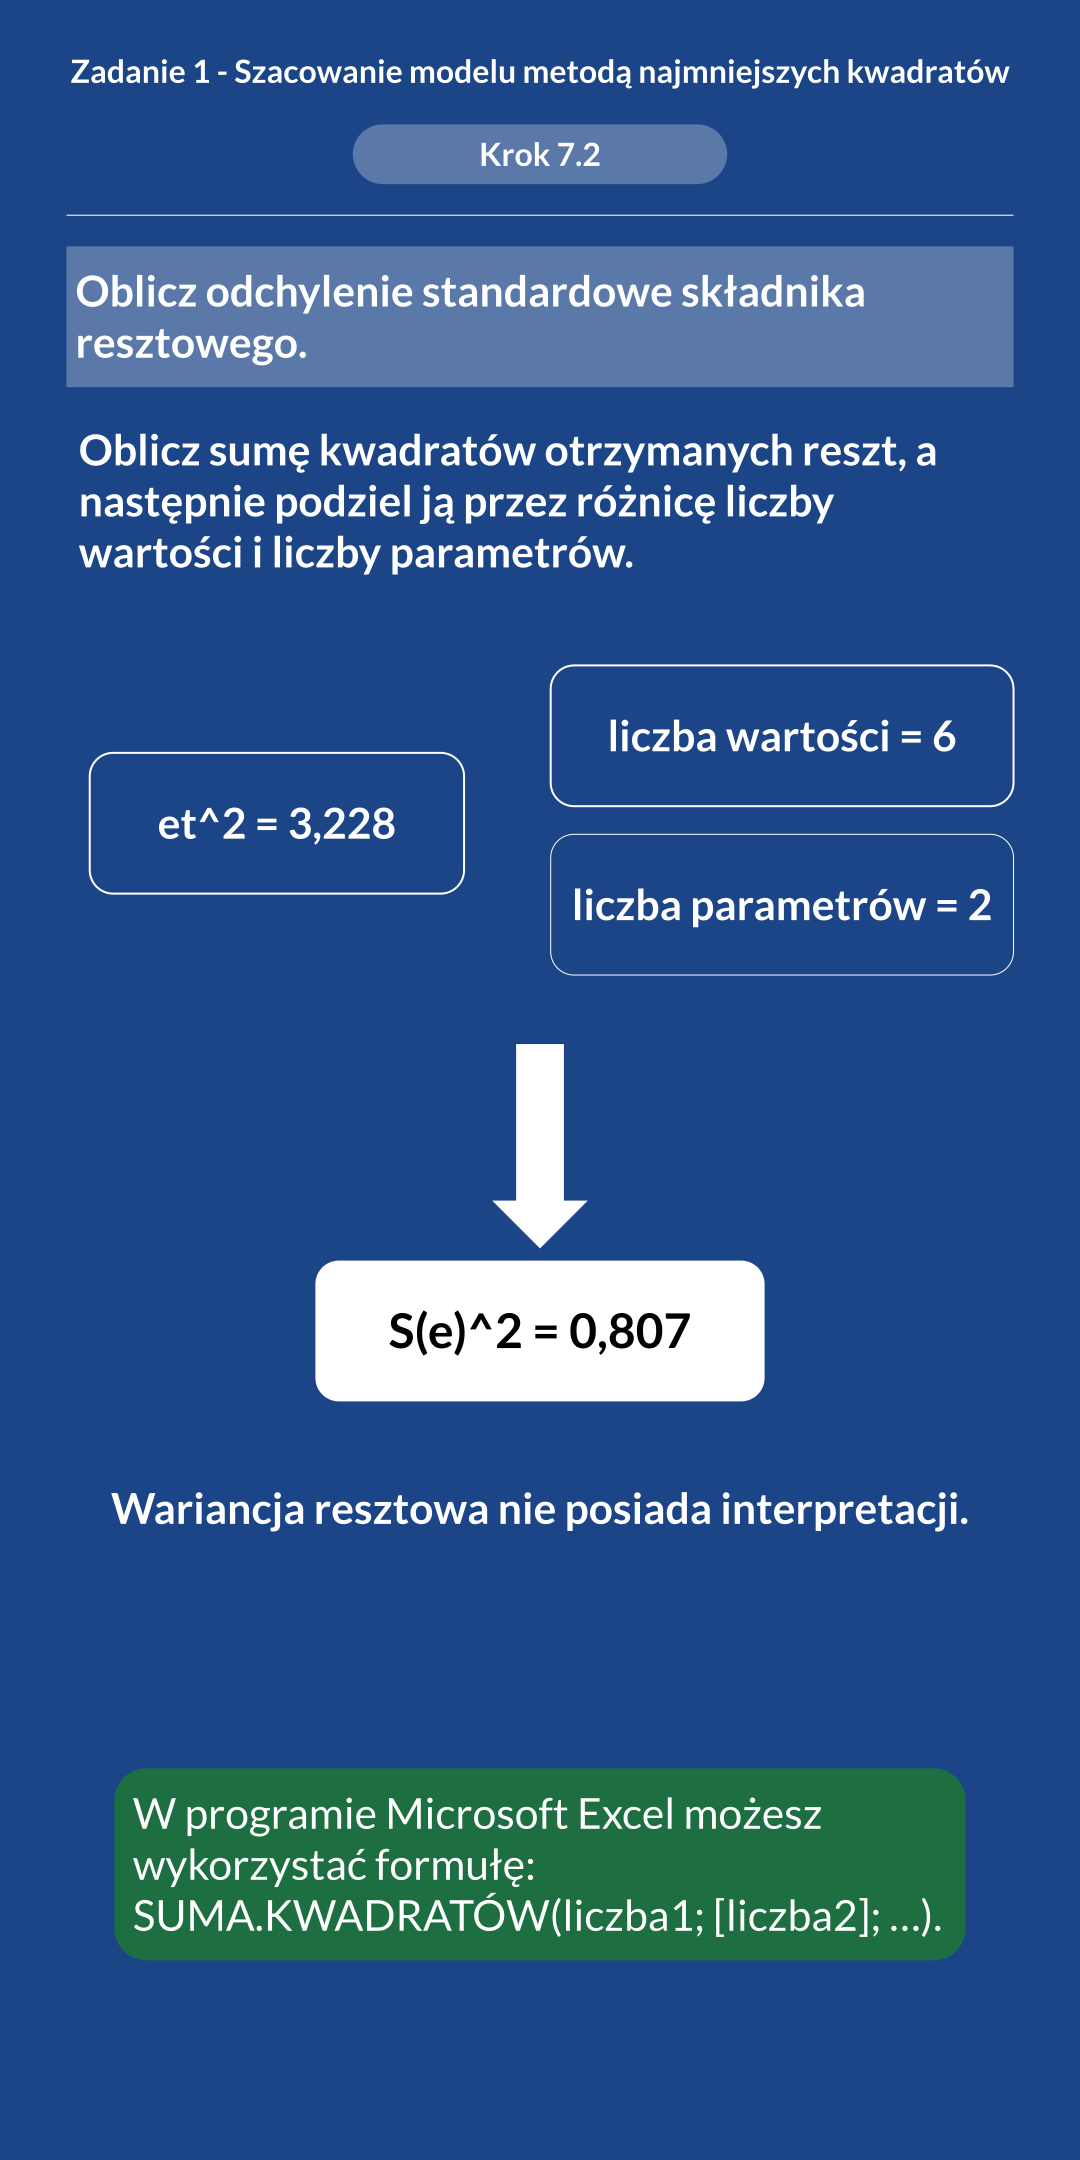 Zadanie 1 - Szacowanie modelu metodą najmniejszych kwadratów
Krok 7.2
Oblicz odchylenie standardowe składnika
resztowego.
Oblicz sumę kwadratów otrzymanych reszt, a
następnie podziel ją przez różnicę liczby
wartości i liczby parametrów.
liczba wartości = 6
et^2 = 3,228
liczba parametrów = 2
S(e)^2 = 0,807
Wariancja resztowa nie posiada interpretacji.
W programie Microsoft Excel możesz
wykorzystać formułę:
SUMA.KWADRATÓW(liczba1; [liczba2]; …).